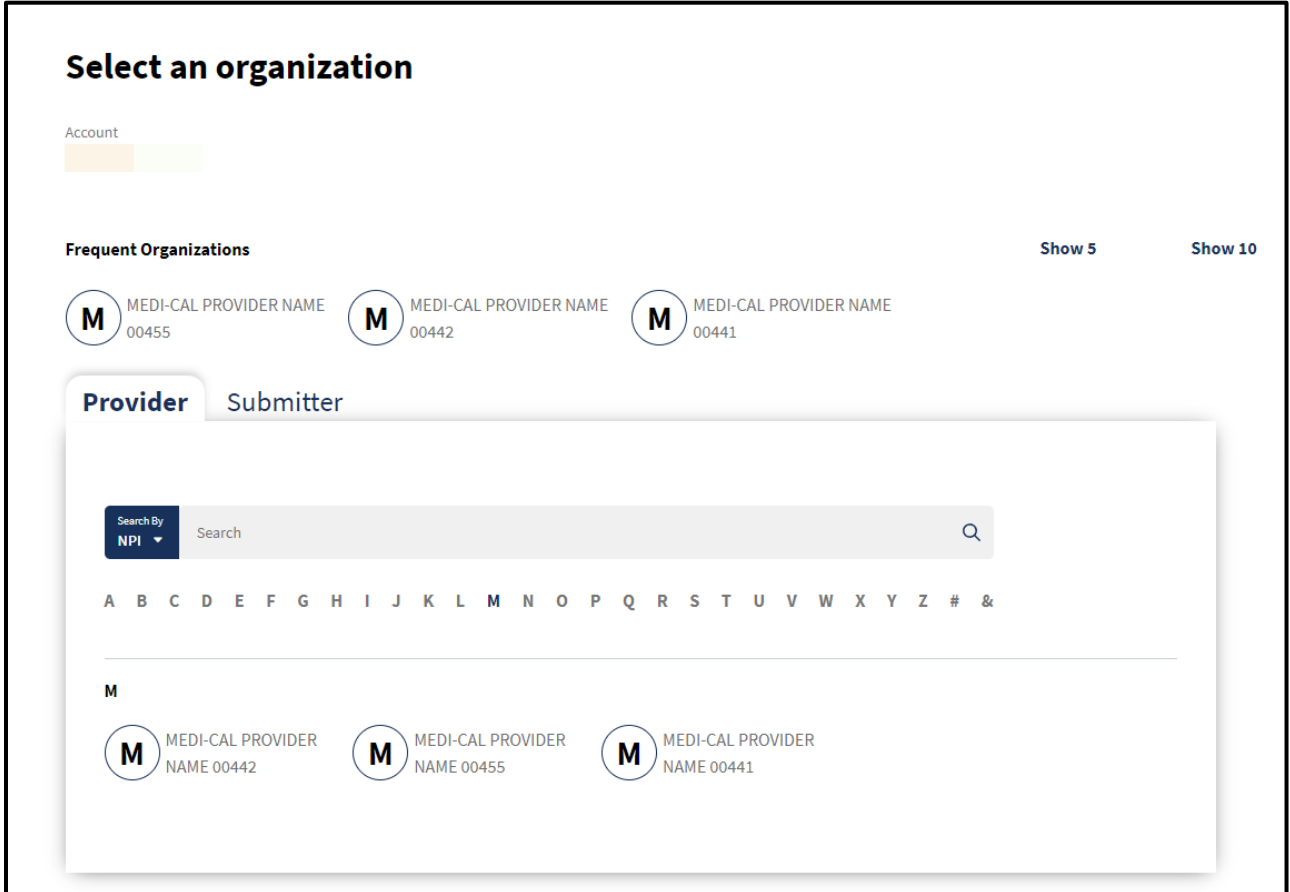 Select an organization
Account
Frequent Organizations
Show 5
Show 10
M
MEDI-CAL PROVIDER NAME
00455
M
MEDI-CAL PROVIDER NAME
00442
M
MEDI-CAL PROVIDER NAME
00441
Provider
Submitter
Search By
NPI
Search
A B C D E F G H I J K L M N O P Q R S T U V W X Y Z # &
M
M
MEDI-CAL PROVIDER
NAME 00442
M
MEDI-CAL PROVIDER
NAME 00455
M
MEDI-CAL PROVIDER
NAME 00441